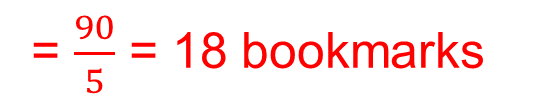 = 90/5 = 18 bookmarks